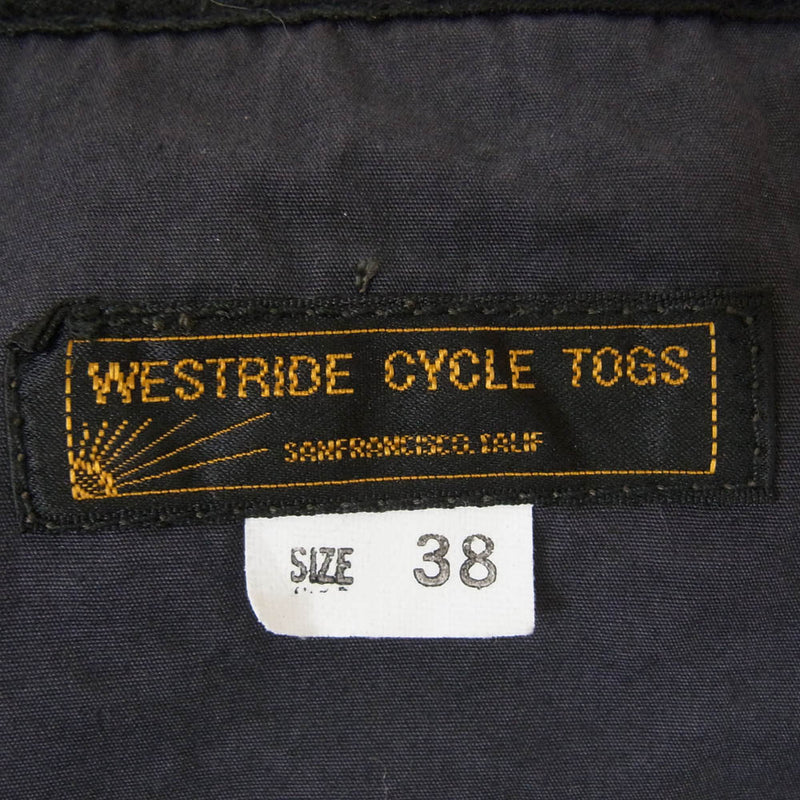 WESTRIDE CYCLE TOGS
SANFRANCISCO. CALIF
SIZE 38